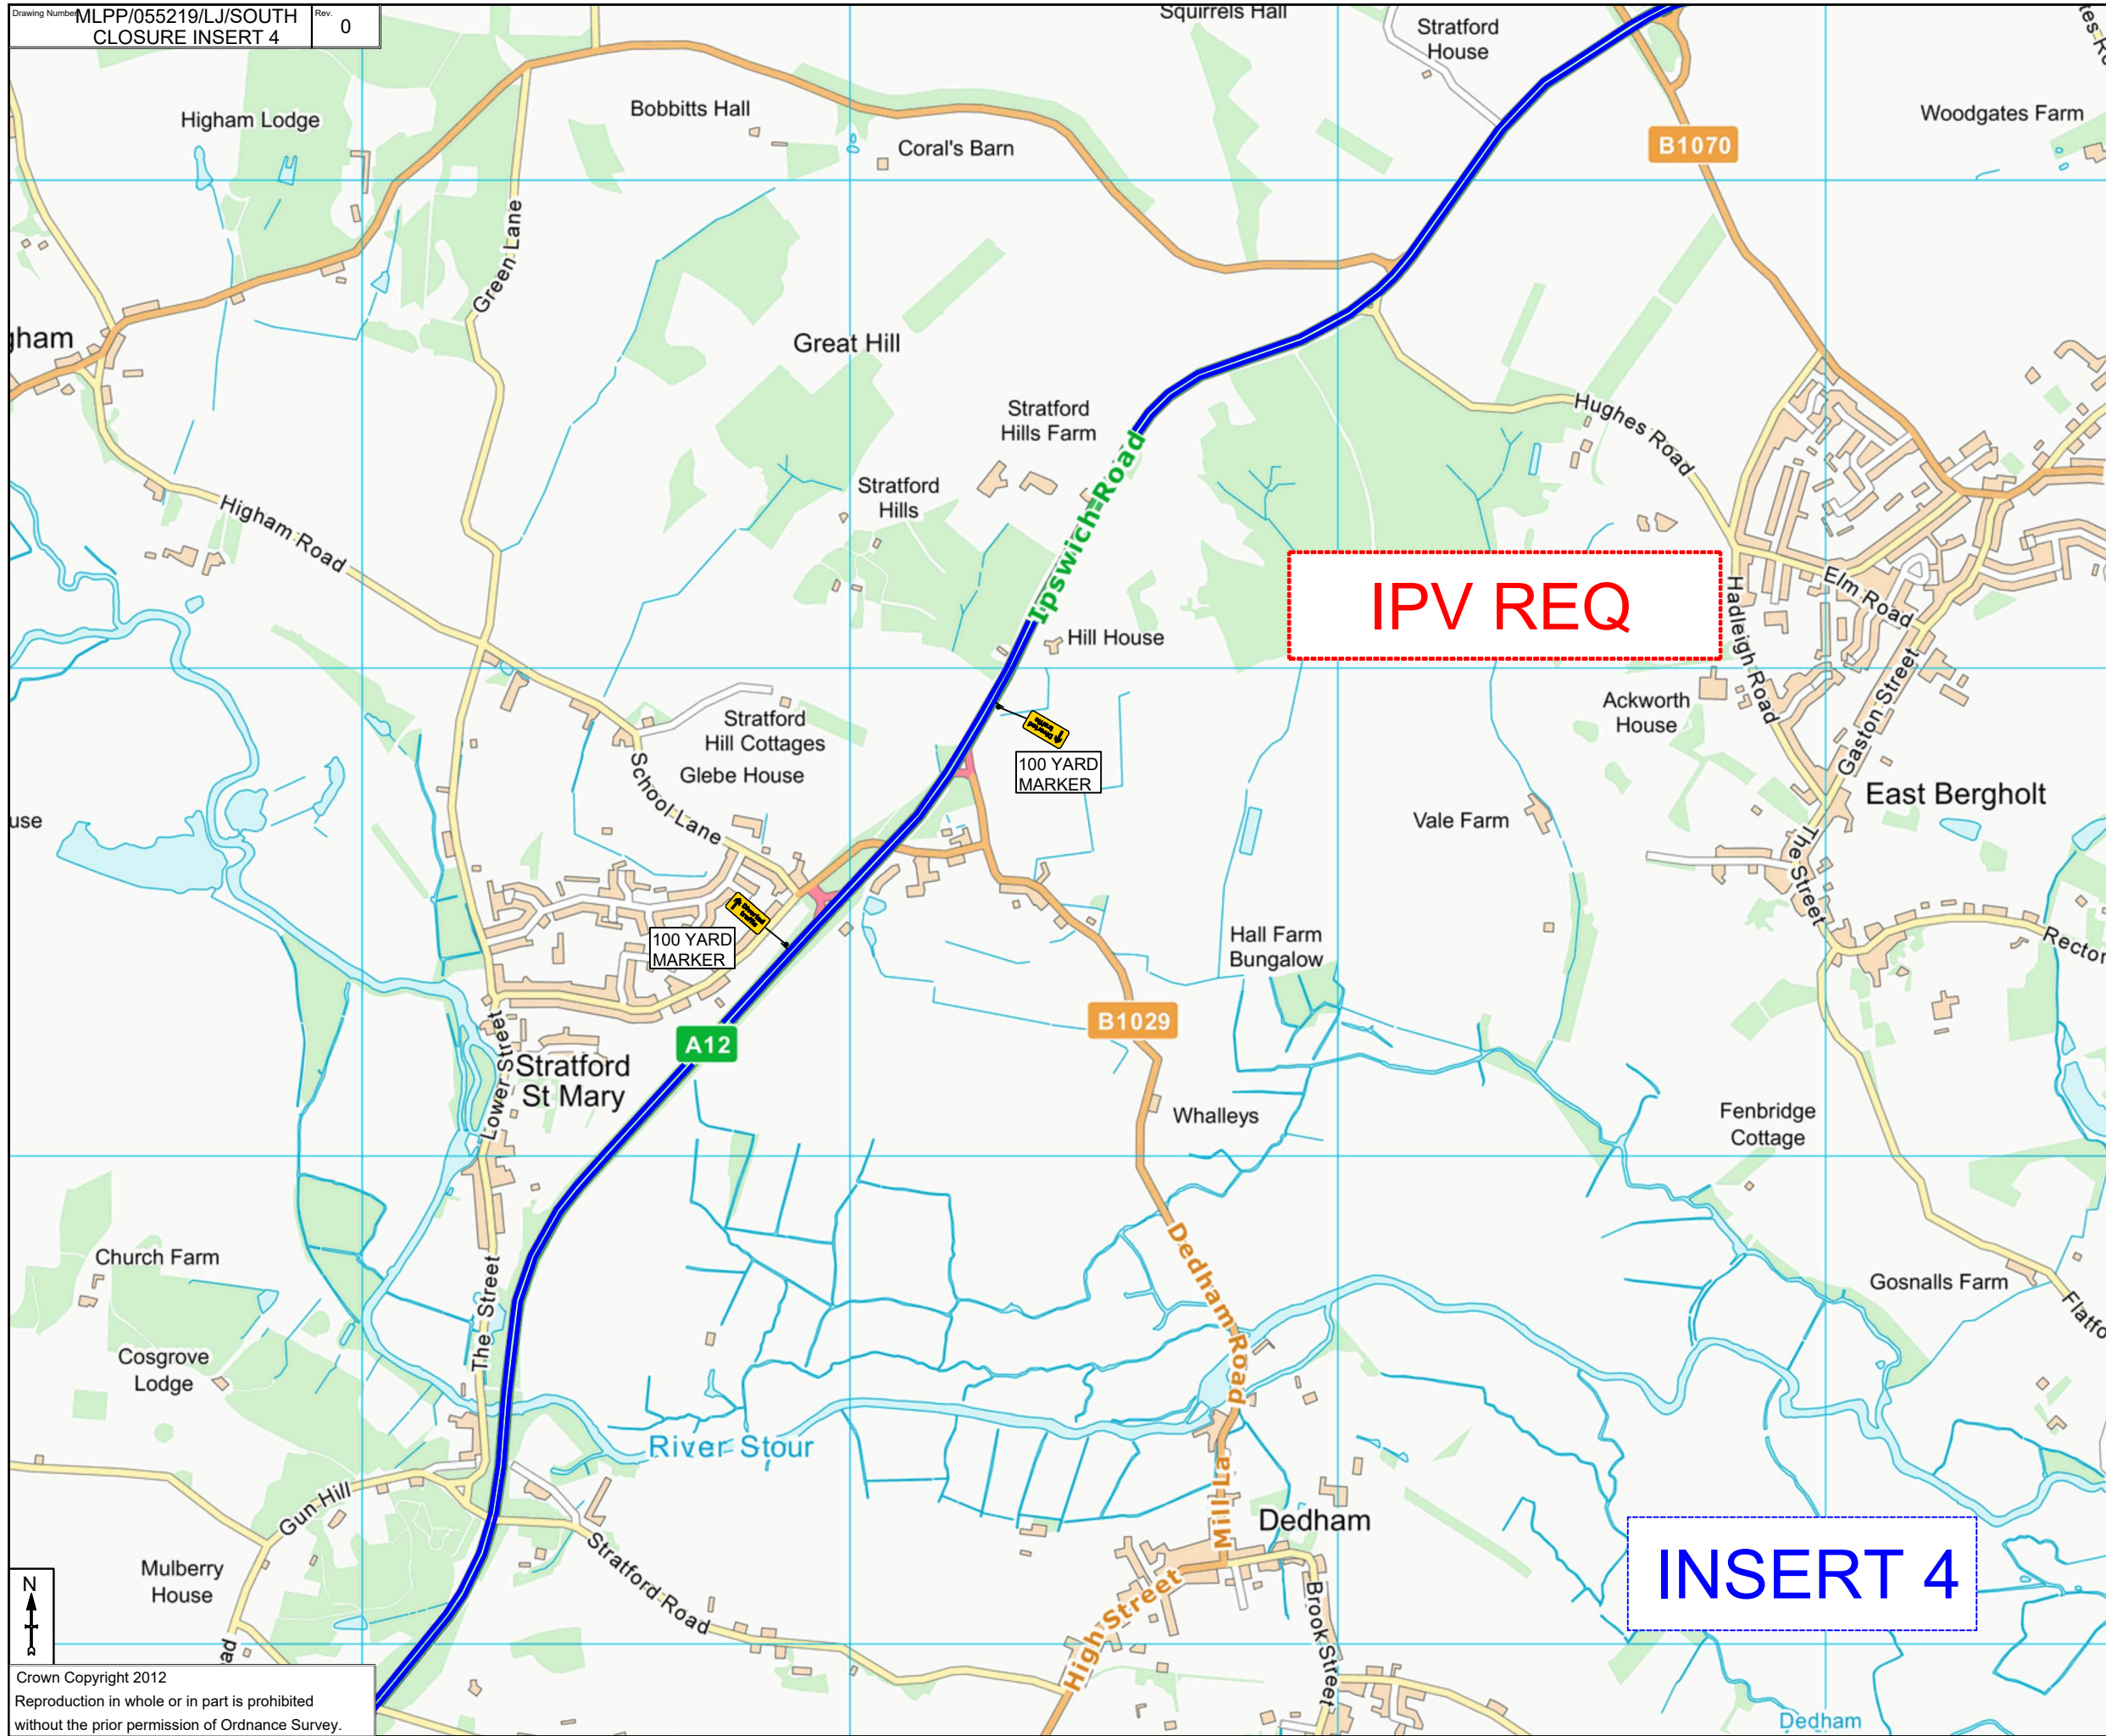 Drawing Number
MLPP/055219/LJ/SOUTH
CLOSURE INSERT 4
Rev.
0
Squirrels Hall
Stratford
House
Higham Lodge
Bobbitts Hall
Coral's Barn
B1070
Woodgates Farm
Green Lane
gham
Great Hill
Stratford
Hills Farm
Ipswich Road
Hughes Road
Stratford
Hills
Higham Road
IPV REQ
Elm Road
Hadleigh Road
Hill House
Gaston Street
Ackworth
House
Stratford
Hill Cottages
Glebe House
Diverted
traffic
100 YARD
MARKER
School Lane
East Bergholt
use
Vale Farm
The Street
Diverted
traffic
100 YARD
MARKER
Hall Farm
Bungalow
Rector
B1029
A12
Lower Street
Stratford
St Mary
Whalleys
Fenbridge
Cottage
Church Farm
The Street
Dedham Road
Gosnalls Farm
Flatfo
Cosgrove
Lodge
River Stour
Gun Hill
Mill La
Dedham
Stratford Road
INSERT 4
Mulberry
House
N
High Street
Brook Street
ad
Crown Copyright 2012
Reproduction in whole or in part is prohibited
without the prior permission of Ordnance Survey.
Dedham